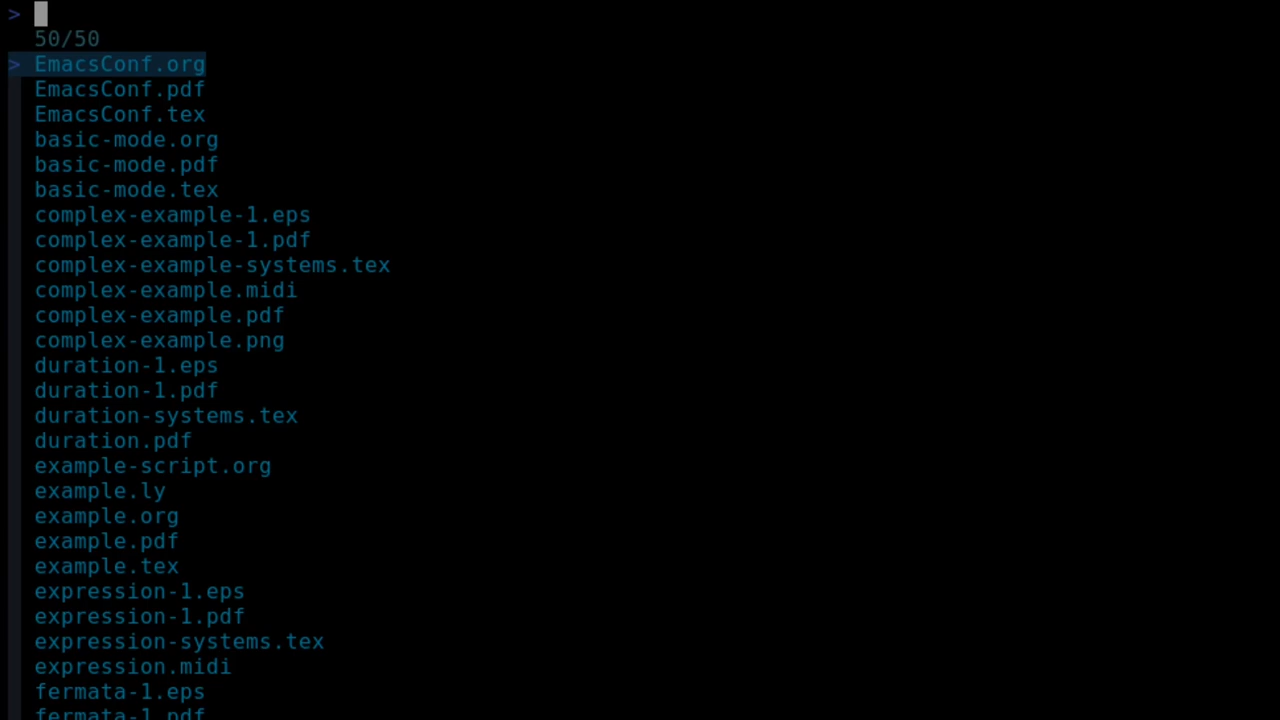 >
50/50
> EmacsConf.org
EmacsConf.pdf
EmacsConf.tex
basic-mode.org
basic-mode.pdf
basic-mode.tex
complex-example-1.eps
complex-example-1.pdf
complex-example-systems.tex
complex-example.midi
complex-example.pdf
complex-example.png
duration-1.eps
duration-1.pdf
duration-systems.tex
duration.pdf
example-script.org
example.ly
example.org
example.pdf
example.tex
expression-1.eps
expression-1.pdf
expression-systems.tex
expression.midi
fermata-1.eps
fermata-1.pdf